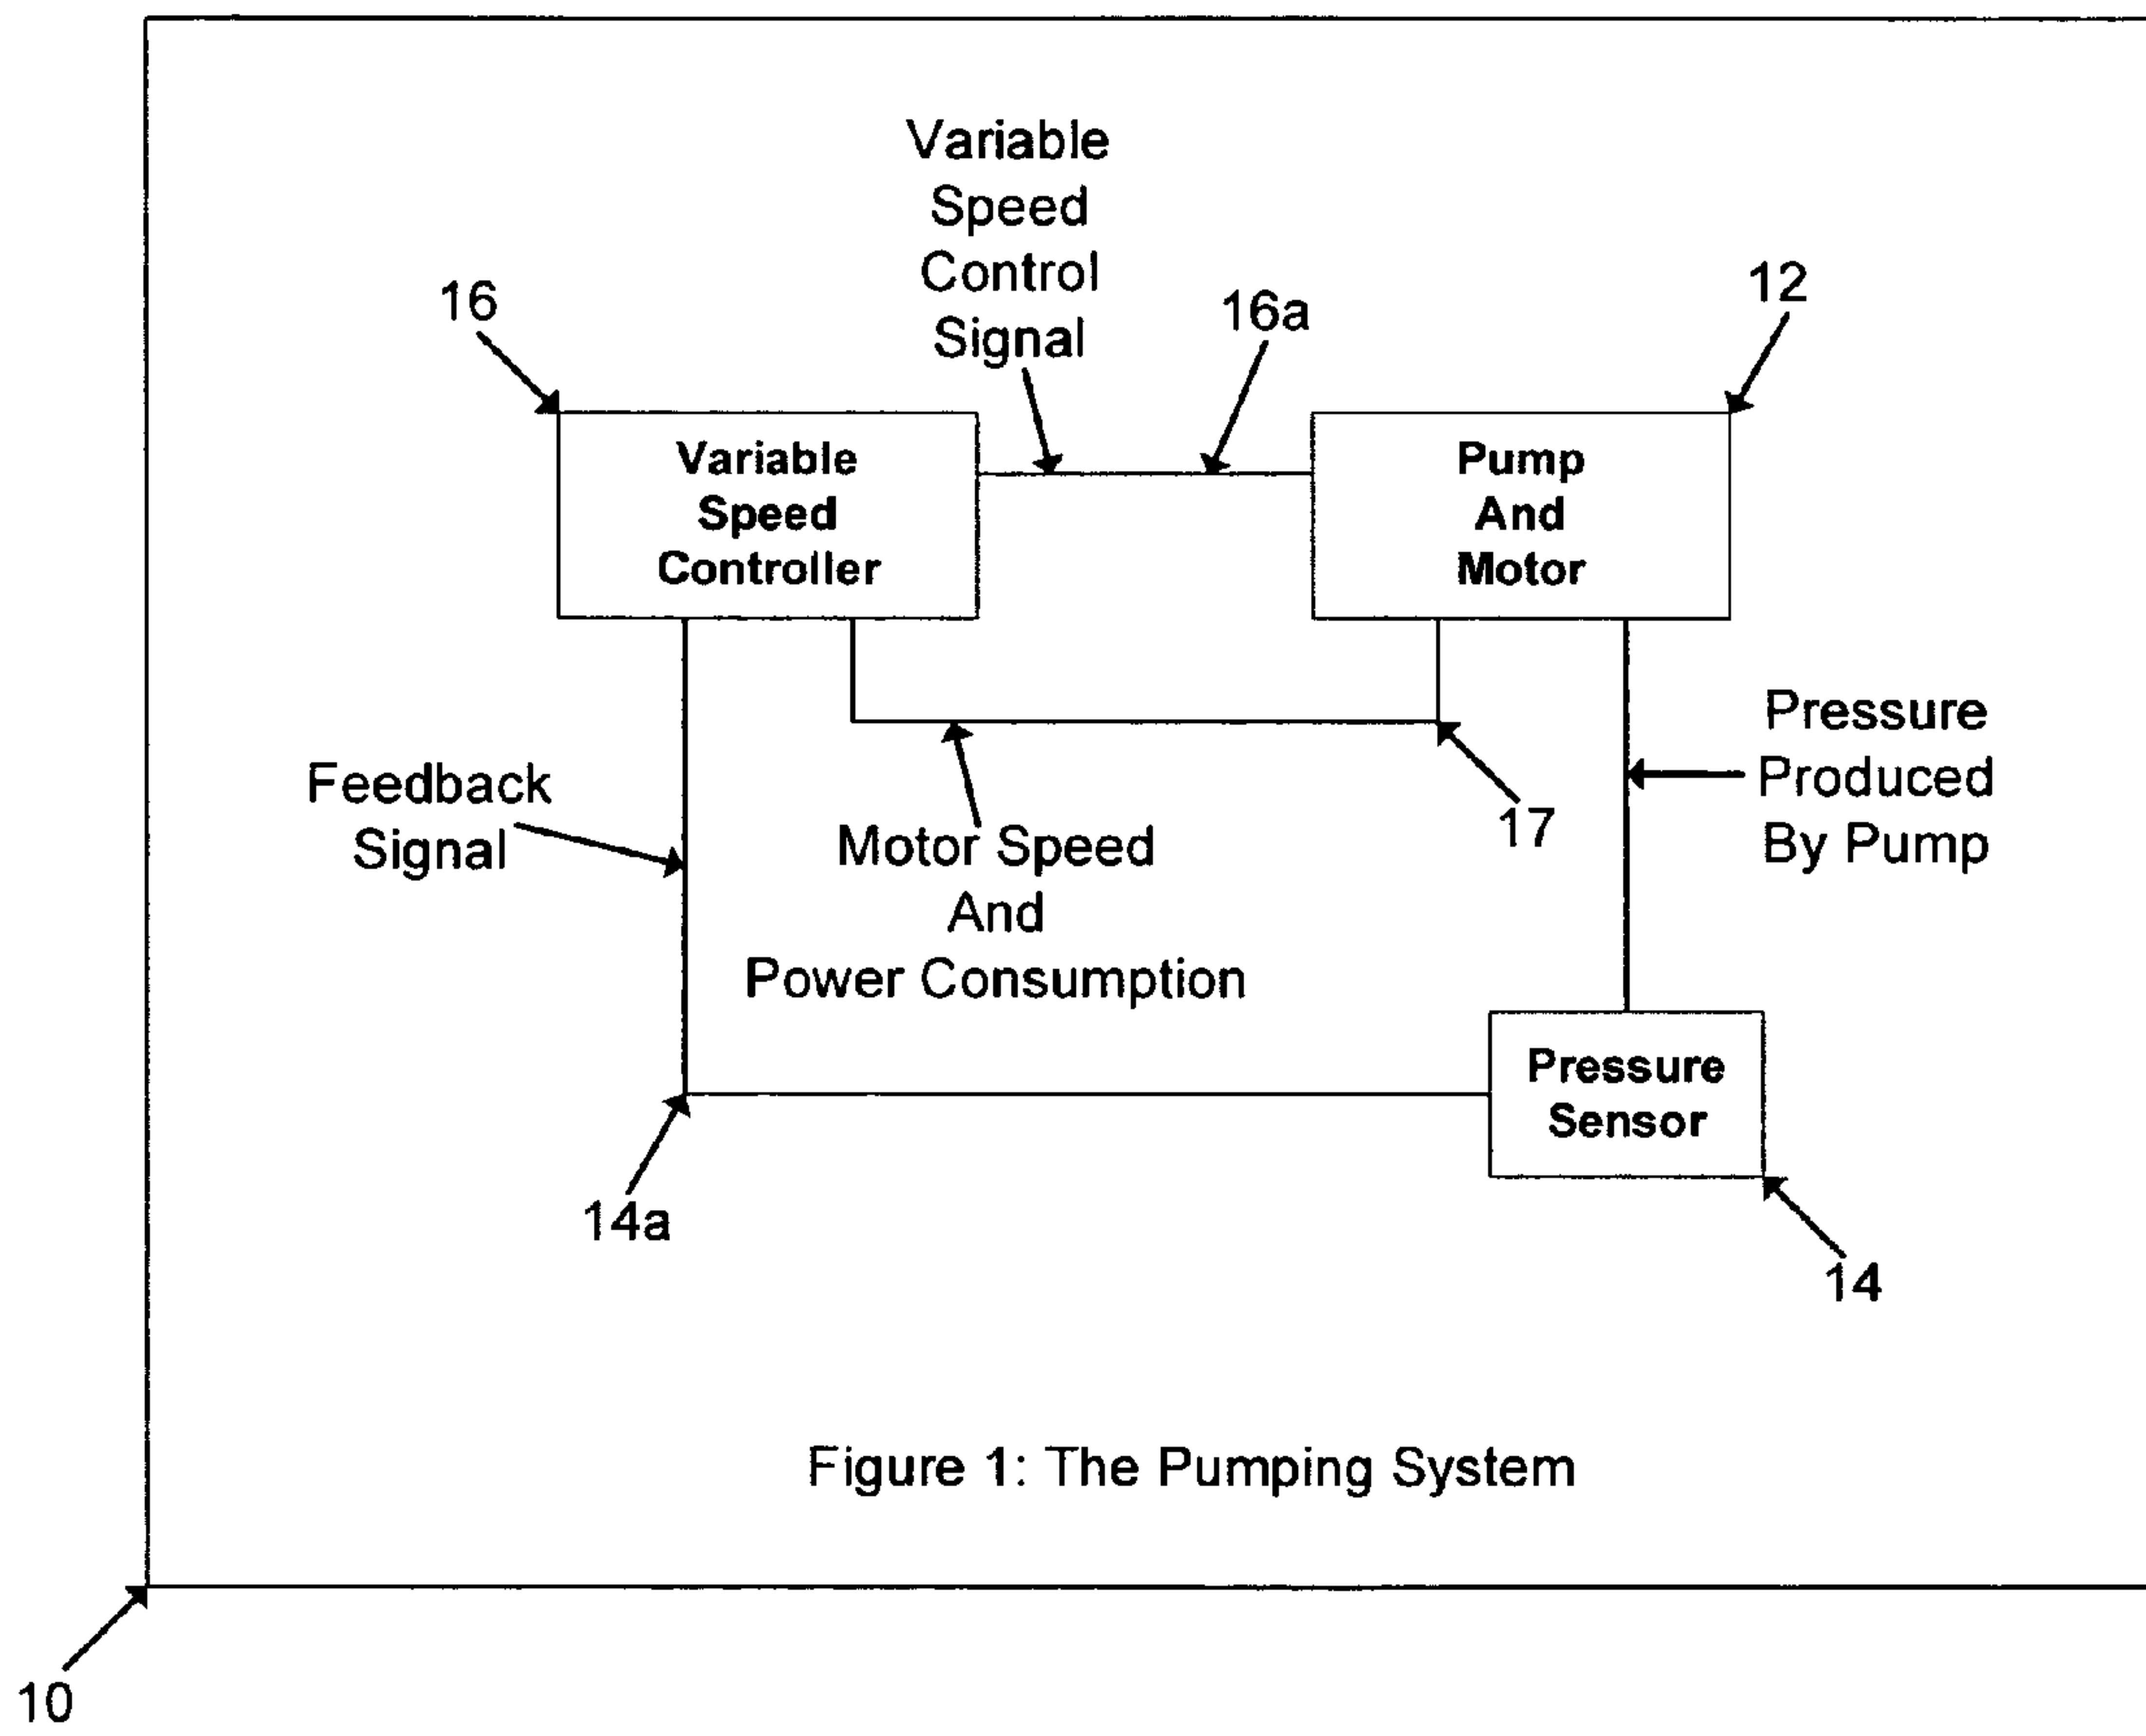 Variable
Speed
Control
Signal
16
16a
12
Variable
Speed
Controller
Pump
And
Motor
Feedback
Signal
Motor Speed
And
Power Consumption
17
Pressure
Produced
By Pump
Pressure
Sensor
14a
14
Figure 1: The Pumping System
10